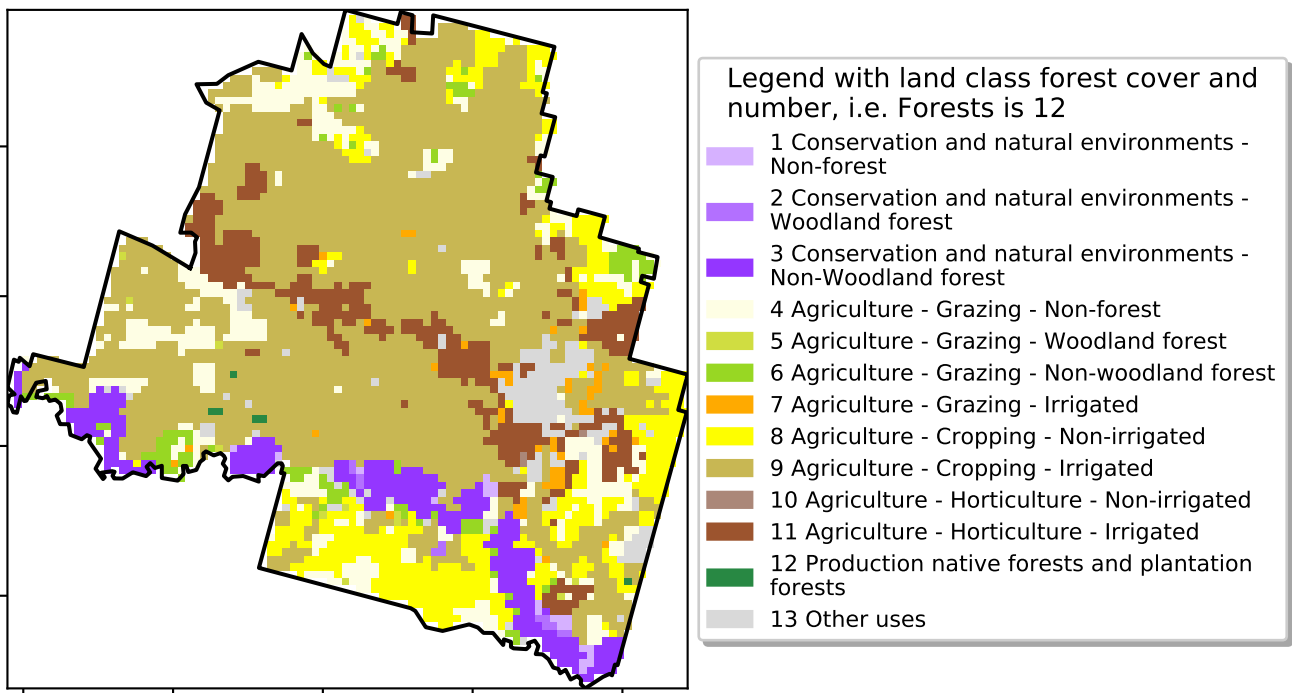 Legend with land class forest cover and
number, i.e. Forests is 12
1 Conservation and natural environments -
Non-forest
2 Conservation and natural environments -
Woodland forest
3 Conservation and natural environments -
Non-Woodland forest
4 Agriculture - Grazing - Non-forest
5 Agriculture - Grazing - Woodland forest
6 Agriculture - Grazing - Non-woodland forest
7 Agriculture - Grazing - Irrigated
8 Agriculture - Cropping - Non-irrigated
9 Agriculture - Cropping - Irrigated
10 Agriculture - Horticulture - Non-irrigated
11 Agriculture - Horticulture - Irrigated
12 Production native forests and plantation
forests
13 Other uses